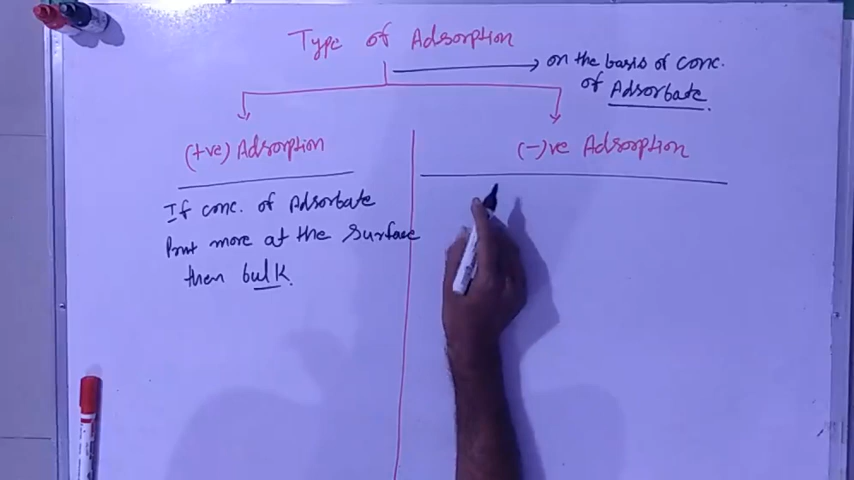 Type of Adsorption
on the basis of conc.
of Adsorbate.
(+ve) Adsorption
(-)ve Adsorption
If conc. of Adsorbate
Prnt more at the Surface
then bulk.